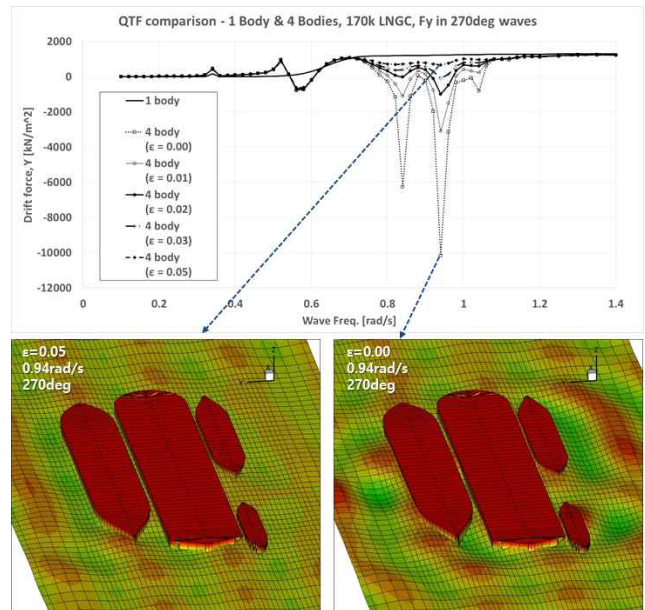 QTF comparison - 1 Body & 4 Bodies, 170k LNGC, Fy in 270deg waves
Drift force, Y [kN/m^2]
2000
0
-2000
-4000
-6000
-8000
-10000
-12000
1 body
4 body
(ε = 0.00)
4 body
(ε = 0.01)
4 body
(ε = 0.02)
4 body
(ε = 0.03)
4 body
(ε = 0.05)
0 0.2 0.4 0.6 0.8 1 1.2 1.4
Wave Freq. [rad/s]
ε=0.05
0.94rad/s
270deg
ε=0.00
0.94rad/s
270deg